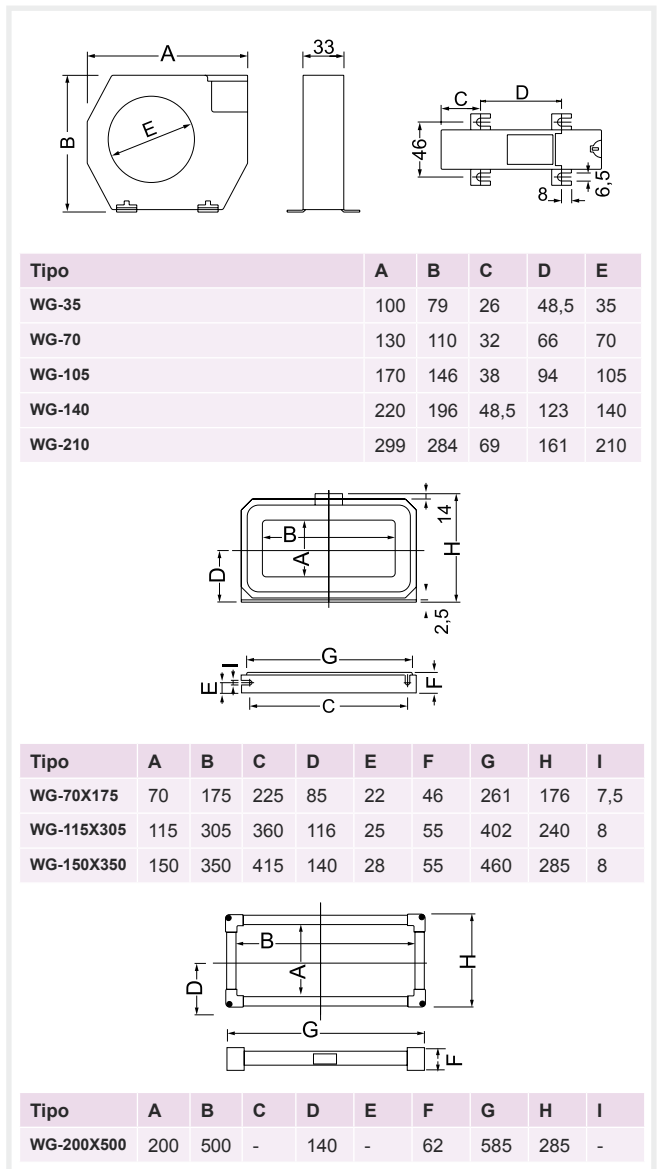 A
33
B
E
C
D
46
8
6,5
Tipo A B C D E
WG-35 100 79 26 48,5 35
WG-70 130 110 32 66 70
WG-105 170 146 38 94 105
WG-140 220 196 48,5 123 140
WG-210 299 284 69 161 210
B
A
D
14
H
2,5
G
E
I
F
C
Tipo A B C D E F G H I
WG-70X175 70 175 225 85 22 46 261 176 7,5
WG-115X305 115 305 360 116 25 55 402 240 8
WG-150X350 150 350 415 140 28 55 460 285 8
B
A
D
H
G
F
Tipo A B C D E F G H I
WG-200X500 200 500 - 140 - 62 585 285 -